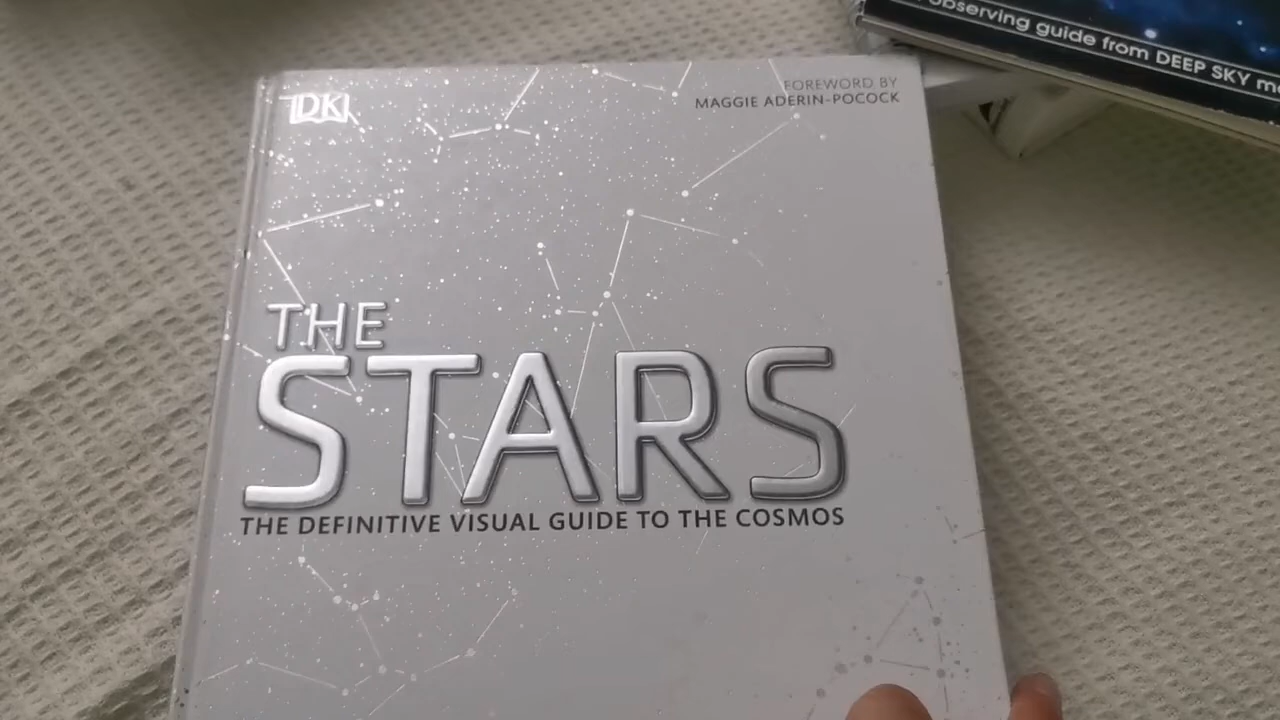 DK
FOREWORD BY
MAGGIE ADERIN-POCOCK
THE
STARS
THE DEFINITIVE VISUAL GUIDE TO THE COSMOS
observing guide from DEEP SKY